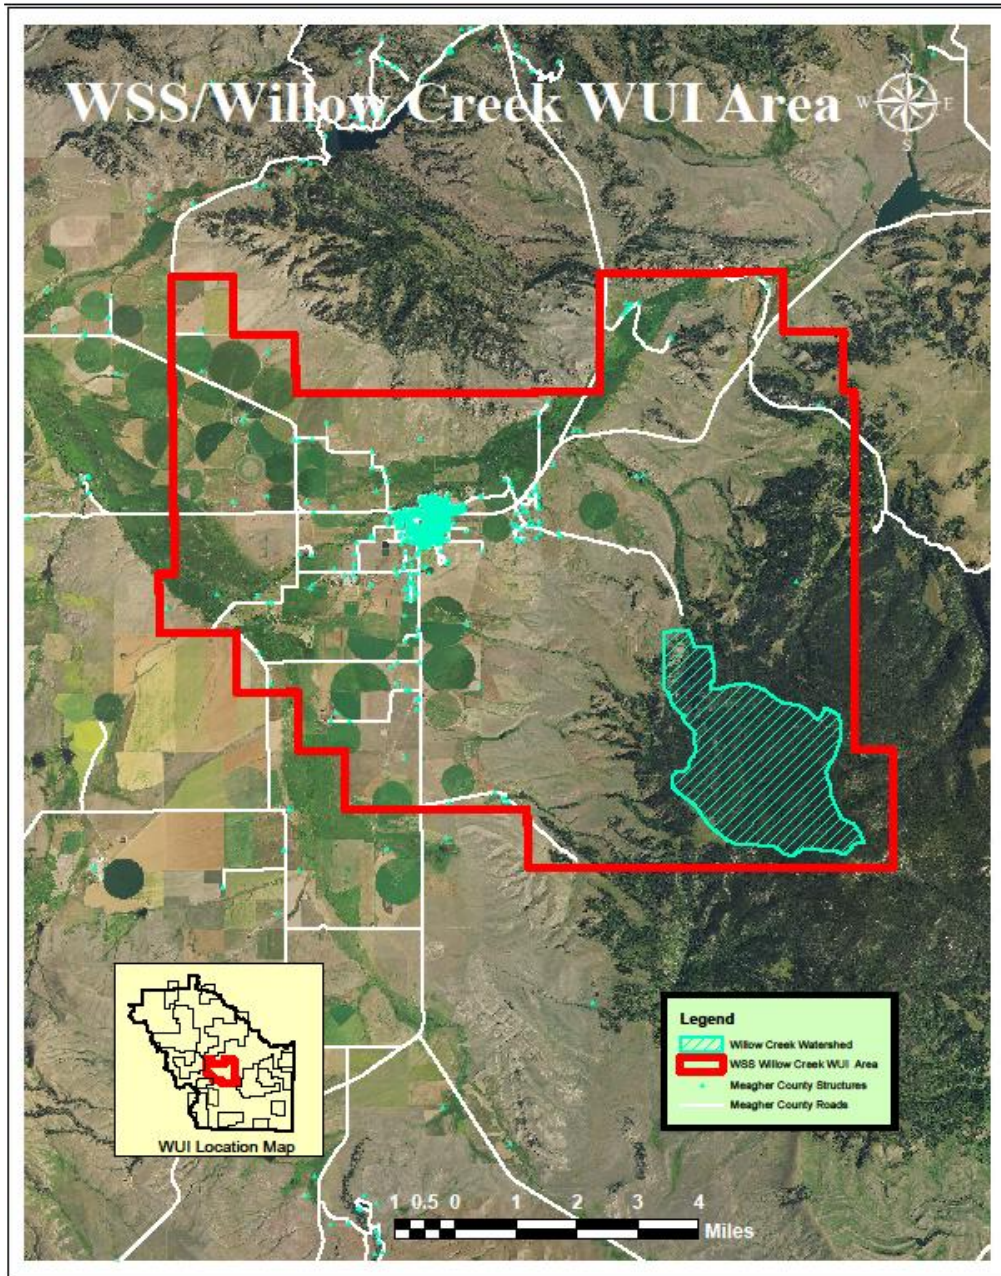 WSS/Willow Creek WUI Area
N
W E
S
WUI Location Map
Legend
Willow Creek Watershed
WSS Willow Creek WUI Area
Meagher County Structures
Meagher County Roads
1 0.5 0 1 2 3 4
Miles